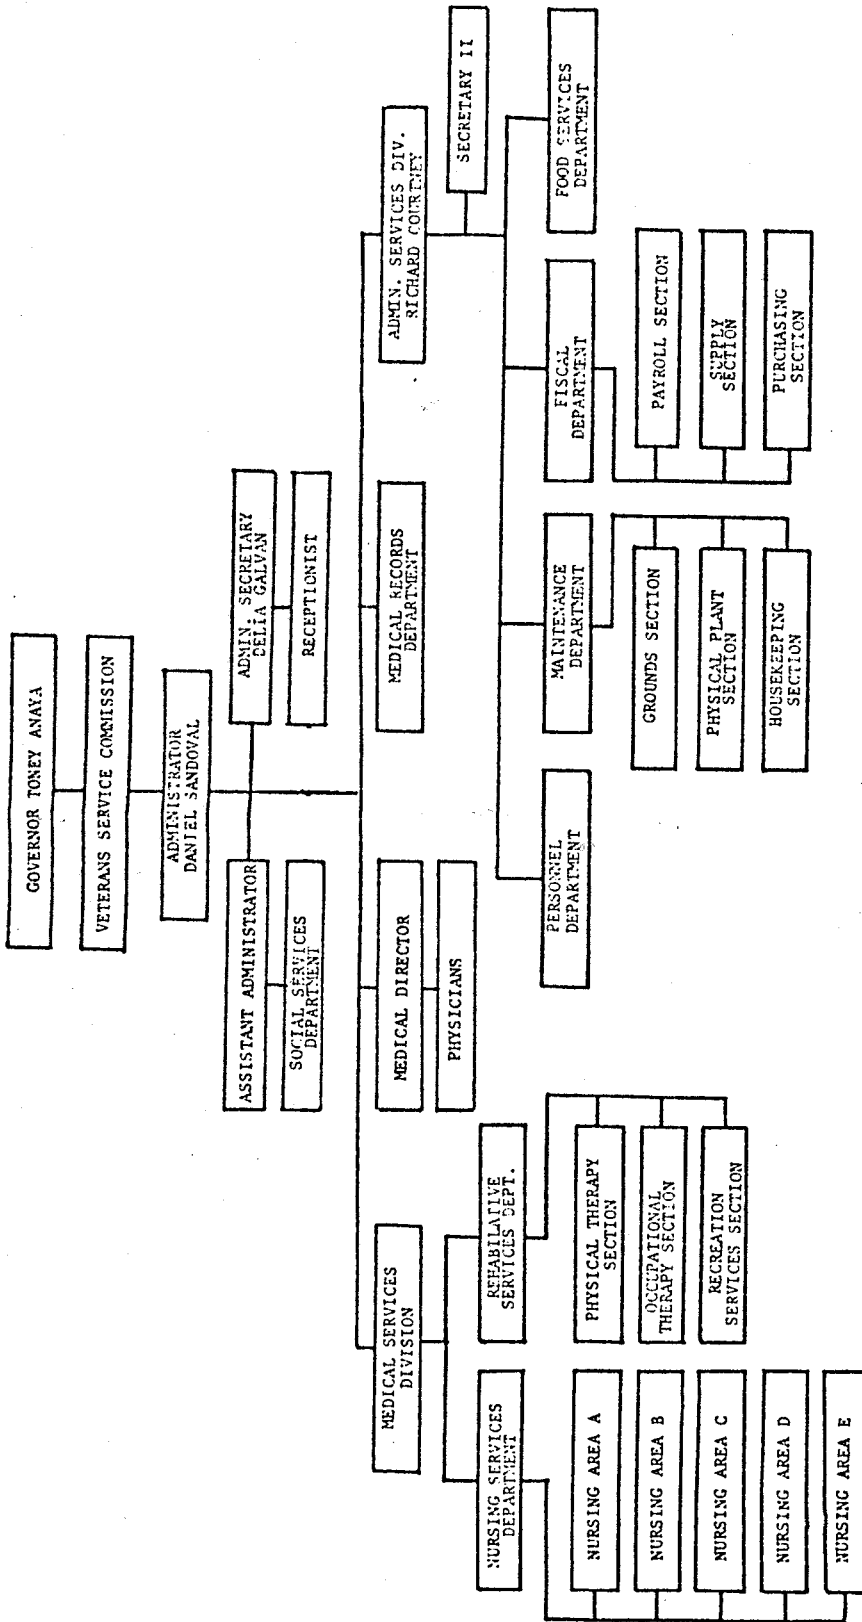 GOVERNOR TONEY ANAYA
VETERANS SERVICE COMMISSION
ADMINISTRATOR
DANIEL SANDOVAL
ASSISTANT ADMINISTRATOR
SOCIAL SERVICES
DEPARTMENT
ADMIN. SECRETARY
DELIA GALVAN
RECEPTIONIST
MEDICAL SERVICES
DIVISION
MEDICAL DIRECTOR
PHYSICIANS
MEDICAL RECORDS
DEPARTMENT
ADMIN. SERVICES DIV.
RICHARD COURTNEY
SECRETARY II
NURSING SERVICES
DEPARTMENT
NURSING AREA A
NURSING AREA B
NURSING AREA C
NURSING AREA D
NURSING AREA E
REHABILATIVE
SERVICES DEPT.
PHYSICAL THERAPY
SECTION
OCCUPATIONAL
THERAPY SECTION
RECREATION
SERVICES SECTION
PERSONNEL
DEPARTMENT
MAINTENANCE
DEPARTMENT
GROUNDS SECTION
PHYSICAL PLANT
SECTION
HOUSEKEEPING
SECTION
FISCAL
DEPARTMENT
PAYROLL SECTION
SUPPLY
SECTION
PURCHASING
SECTION
FOOD SERVICES
DEPARTMENT